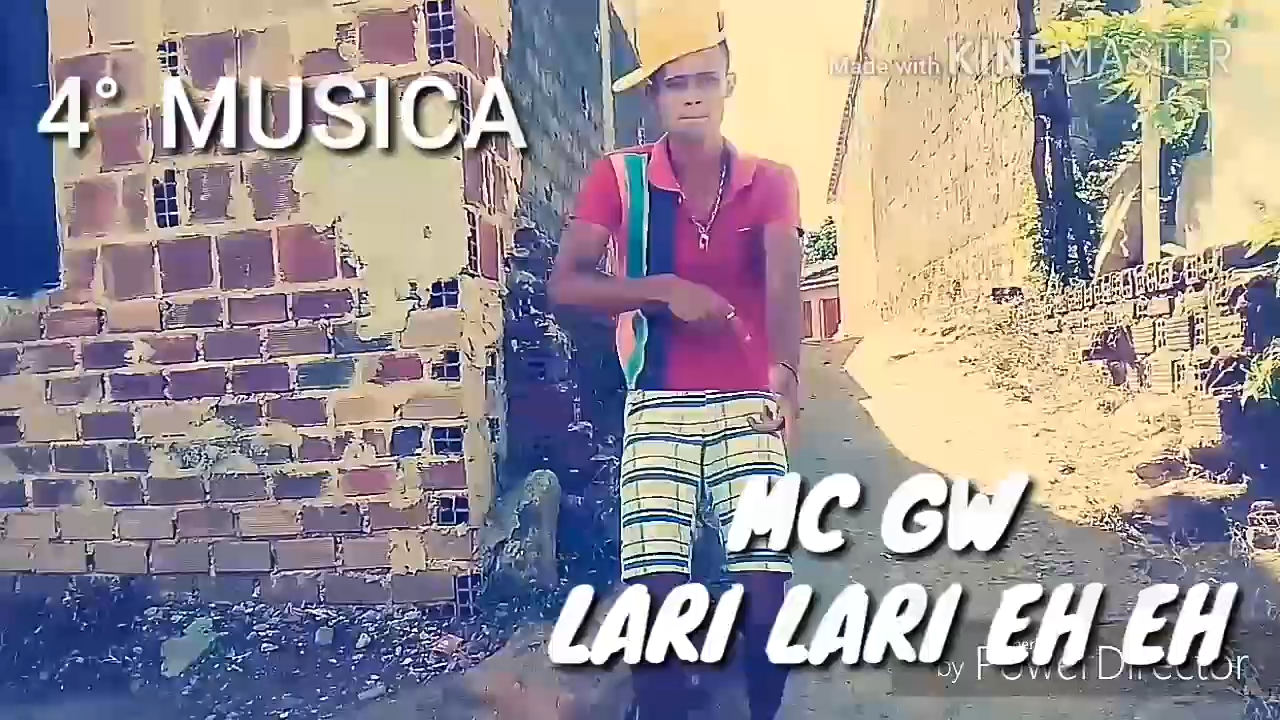 Made with KINEMASTER
4° MUSICA
MC GW
LARI LARI EH EH
by PowerDirector